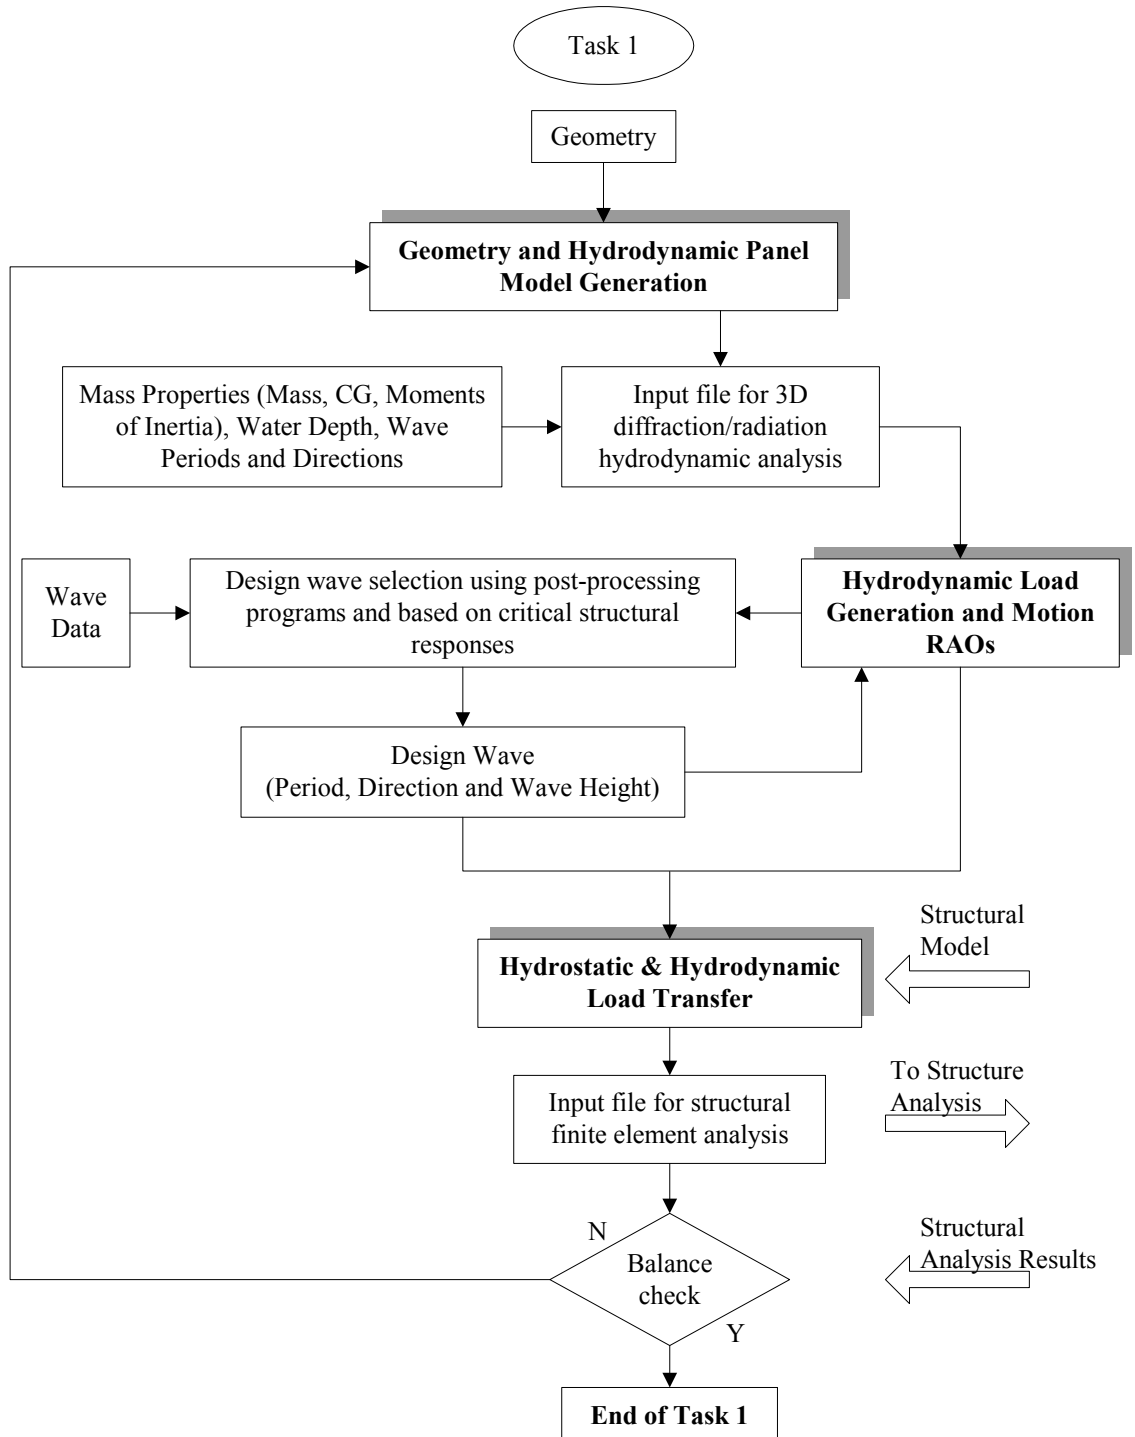 Task 1
Geometry
Geometry and Hydrodynamic Panel
Model Generation
Mass Properties (Mass, CG, Moments
of Inertia), Water Depth, Wave
Periods and Directions
Input file for 3D
diffraction/radiation
hydrodynamic analysis
Wave
Data
Design wave selection using post-processing
programs and based on critical structural
responses
Hydrodynamic Load
Generation and Motion
RAOs
Design Wave
(Period, Direction and Wave Height)
Structural
Model
Hydrostatic & Hydrodynamic
Load Transfer
To Structure
Analysis
Input file for structural
finite element analysis
N
Balance
check
Y
Structural
Analysis Results
End of Task 1